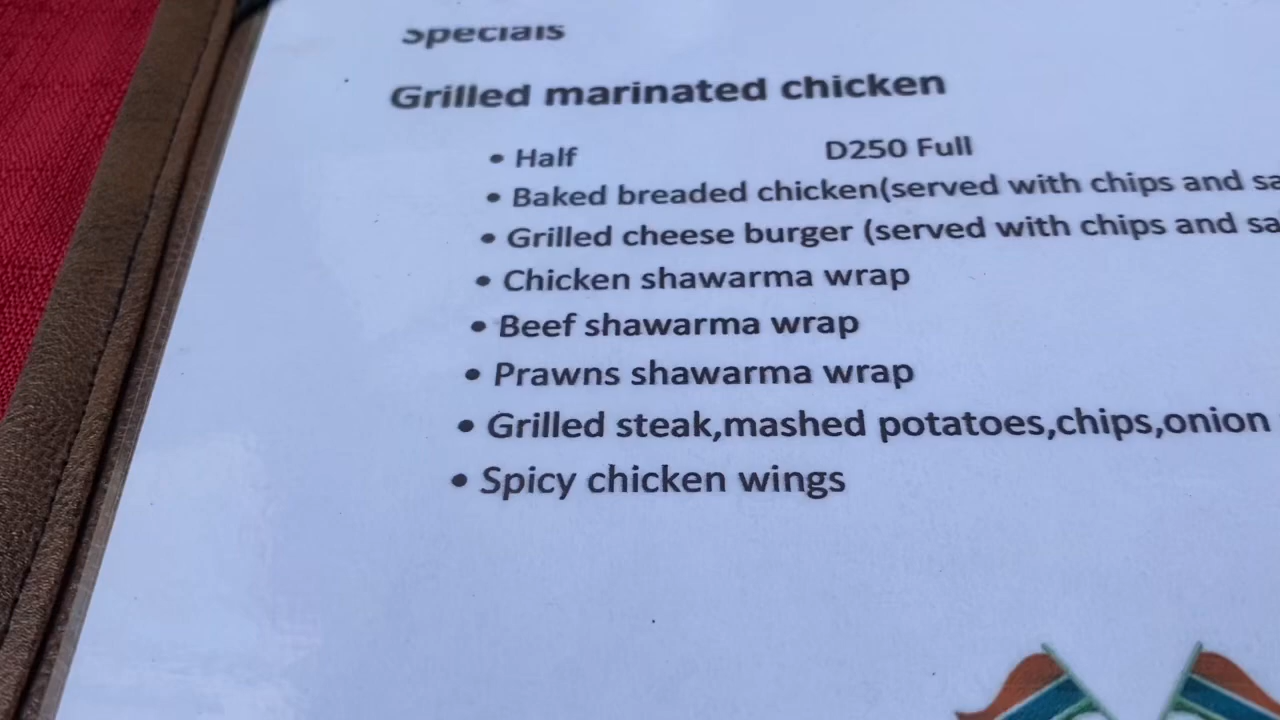 Specials
Grilled marinated chicken
• Half D250 Full
• Baked breaded chicken(served with chips and
• Grilled cheese burger (served with chips and
• Chicken shawarma wrap
• Beef shawarma wrap
• Prawns shawarma wrap
• Grilled steak,mashed potatoes,chips,onion
• Spicy chicken wings